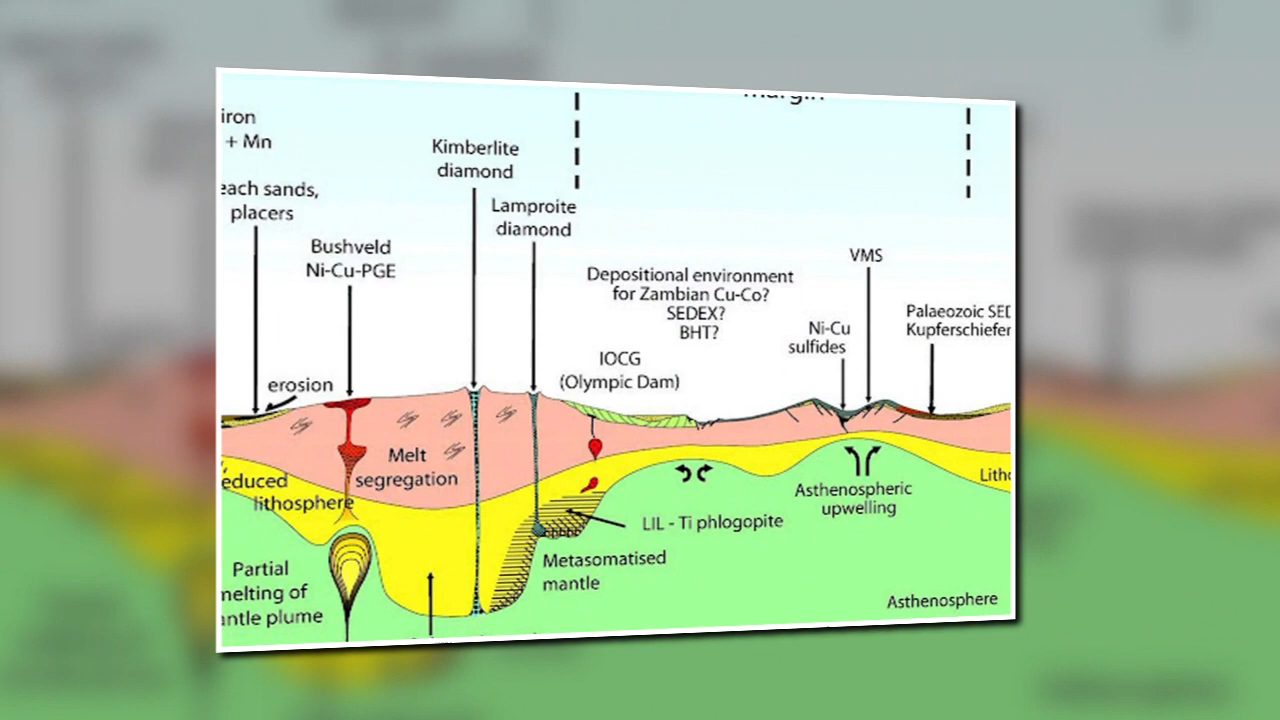 margin
iron
+ Mn
Kimberlite
diamond
each sands,
placers
Lamproite
diamond
Bushveld
Ni-Cu-PGE
VMS
Depositional environment
for Zambian Cu-Co?
SEDEX?
BHT?
Palaeozoic SED
Kupferschiefer
Ni-Cu
sulfides
IOCG
(Olympic Dam)
erosion
Melt
segregation
educed
lithosphere
Lith
Asthenospheric
upwelling
LIL - Ti phlogopite
Metasomatised
mantle
Partial
melting of
antle plume
Asthenosphere